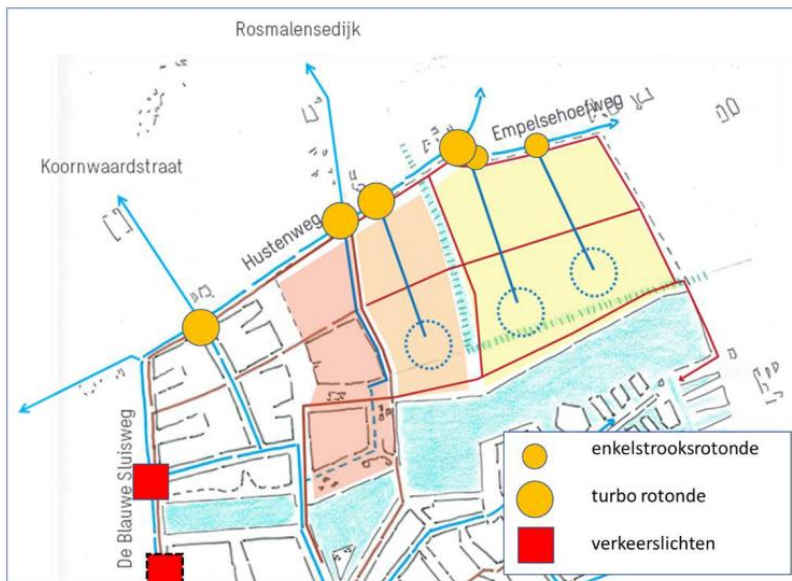 Rosmalensedijk
Empelsehoefweg
Koornwaardstraat
Hustenweg
De Blauwe Sluisweg
enkelstrooksrotonde
turbo rotonde
verkeerslichten